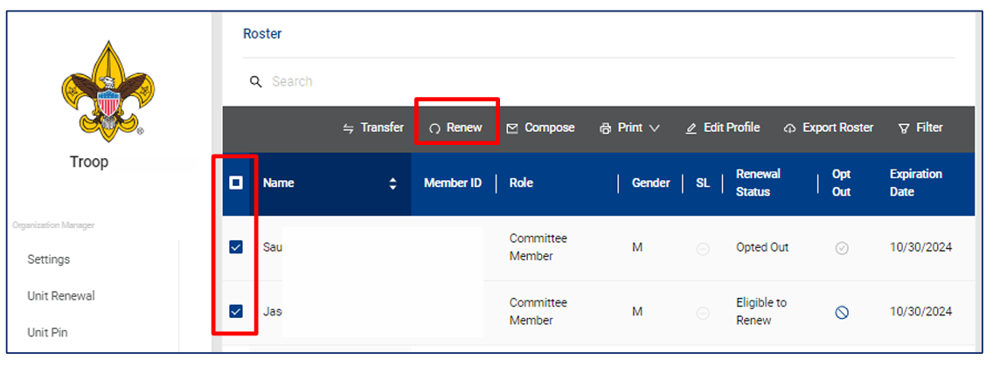 Roster
Search
Transfer Renew Compose Print Edit Profile Export Roster Filter
Troop
Name Member ID Role Gender SL Renewal Status Opt Out Expiration Date
Organization Manager
Settings
Unit Renewal
Unit Pin
Sau Committee Member M Opted Out 10/30/2024
Jas Committee Member M Eligible to Renew 10/30/2024